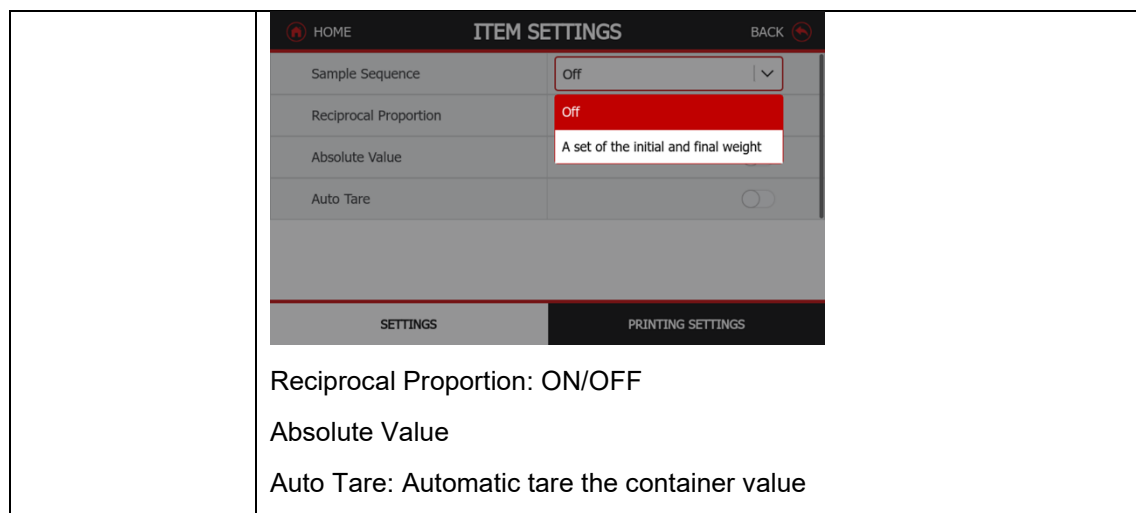 HOME ITEM SETTINGS BACK
Sample Sequence Off
Reciprocal Proportion Off
Absolute Value A set of the initial and final weight
Auto Tare
SETTINGS PRINTING SETTINGS
Reciprocal Proportion: ON/OFF
Absolute Value
Auto Tare: Automatic tare the container value